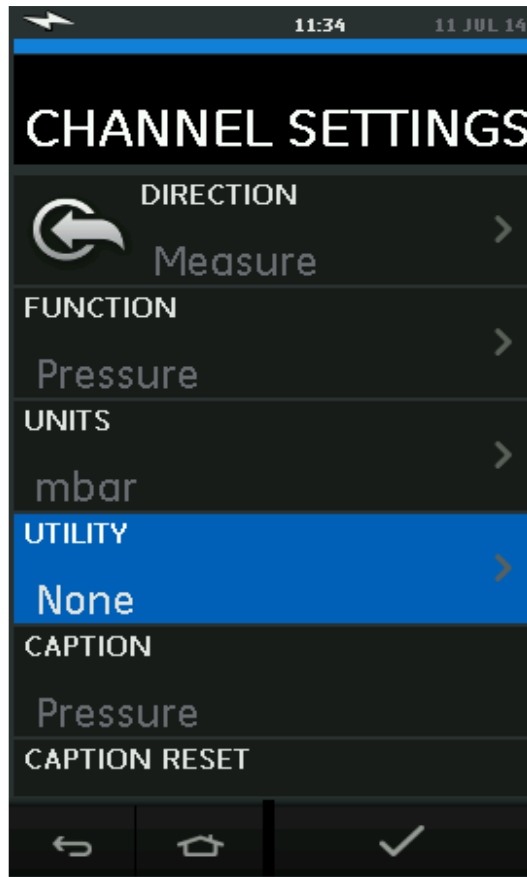 11:34 11 JUL 14
CHANNEL SETTINGS
DIRECTION
Measure
FUNCTION
Pressure
UNITS
mbar
UTILITY
None
CAPTION
Pressure
CAPTION RESET